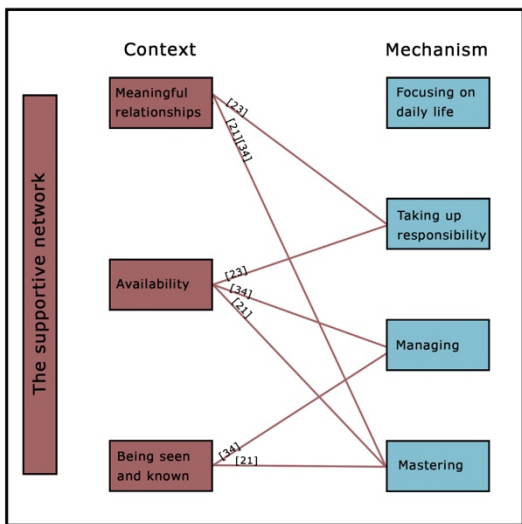 Context
Mechanism
The supportive network
Meaningful
relationships
Focusing on
daily life
[23]
[21][34]
Taking up
responsibility
Availability
[23]
[34]
[21]
Managing
Being seen
and known
[34]
[21]
Mastering